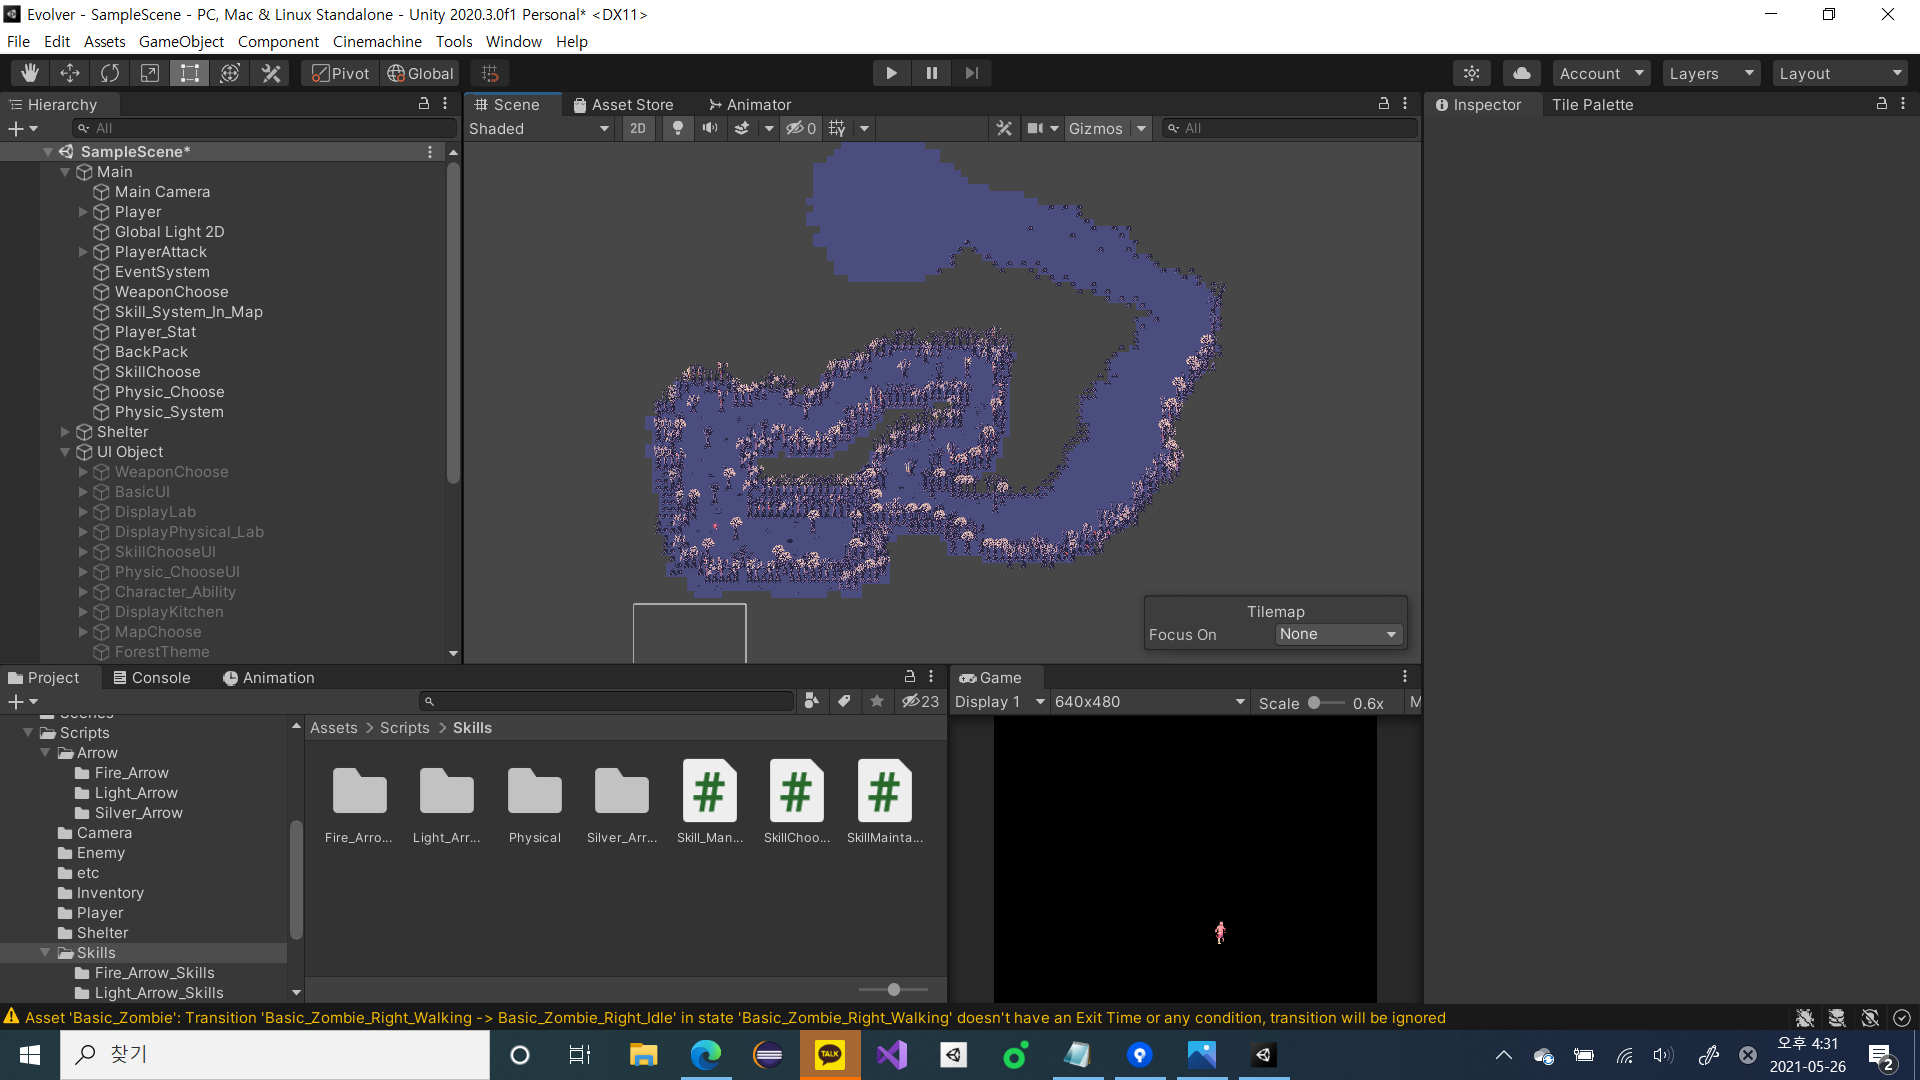 Evolver - SampleScene - PC, Mac & Linux Standalone - Unity 2020.3.0f1 Personal* <DX11>
File Edit Assets GameObject Component Cinemachine Tools Window Help
Pivot Global Account Layers Layout
Hierarchy
All
SampleScene*
Main
Main Camera
Player
Global Light 2D
PlayerAttack
EventSystem
WeaponChoose
Skill_System_In_Map
Player_Stat
BackPack
SkillChoose
Physic_Choose
Physic_System
Shelter
UI Object
WeaponChoose
BasicUI
DisplayLab
DisplayPhysical_Lab
SkillChooseUI
Physic_ChooseUI
Character_Ability
DisplayKitchen
MapChoose
ForestTheme
Scene Asset Store Animator
Shaded 2D 0 Gizmos All
Tilemap
Focus On None
Inspector Tile Palette
Project Console Animation
23
Scenes
Scripts
Arrow
Fire_Arrow
Light_Arrow
Silver_Arrow
Camera
Enemy
etc
Inventory
Player
Shelter
Skills
Fire_Arrow_Skills
Light_Arrow_Skills
Assets > Scripts > Skills
Fire_Arro... Light_Arr... Physical Silver_Arr... Skill_Man... SkillChoo... SkillMainta...
Game
Display 1 640x480 Scale 0.6x M
Asset 'Basic_Zombie': Transition 'Basic_Zombie_Right_Walking -> Basic_Zombie_Right_Idle' in state 'Basic_Zombie_Right_Walking' doesn't have an Exit Time or any condition, transition will be ignored
찾기
TALK
오후 4:31
2021-05-26
2